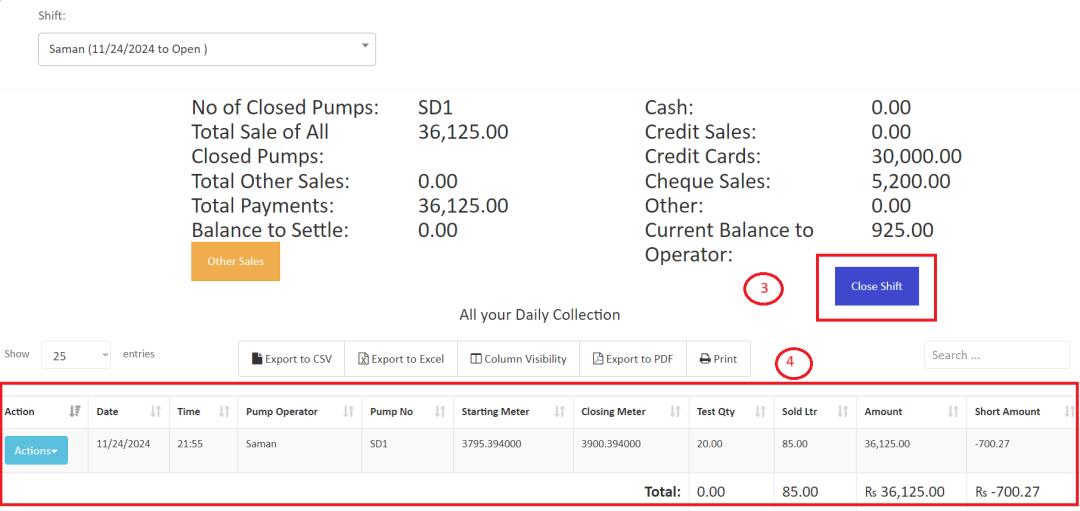 Shift:
Saman (11/24/2024 to Open )
No of Closed Pumps: SD1
Total Sale of All 36,125.00
Closed Pumps:
Total Other Sales: 0.00
Total Payments: 36,125.00
Balance to Settle: 0.00
Other Sales
Cash: 0.00
Credit Sales: 0.00
Credit Cards: 30,000.00
Cheque Sales: 5,200.00
Other: 0.00
Current Balance to 925.00
Operator:
3
Close Shift
All your Daily Collection
Show 25 entries
Export to CSV Export to Excel Column Visibility Export to PDF Print
4
Search ...
Action Date Time Pump Operator Pump No Starting Meter Closing Meter Test Qty Sold Ltr Amount Short Amount
Actions 11/24/2024 21:55 Saman SD1 3795.394000 3900.394000 20.00 85.00 36,125.00 -700.27
Total: 0.00 85.00 ₨ 36,125.00 ₨ -700.27